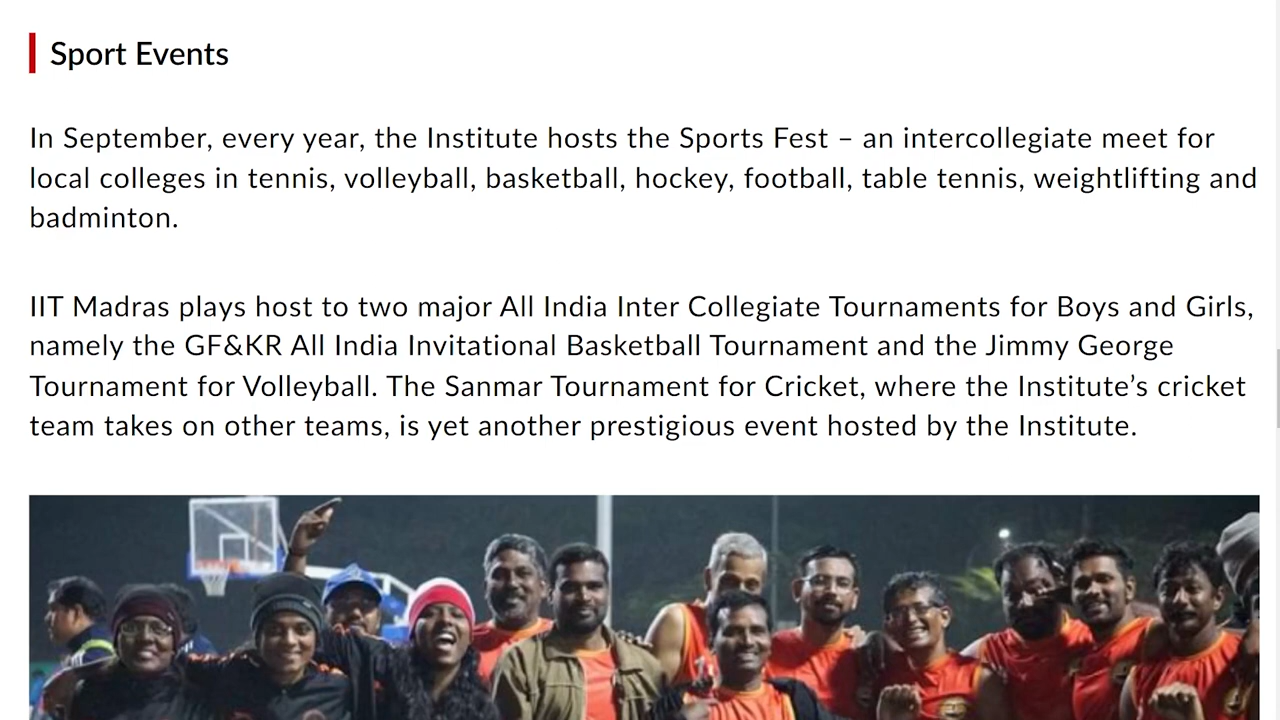 Sport Events
In September, every year, the Institute hosts the Sports Fest – an intercollegiate meet for
local colleges in tennis, volleyball, basketball, hockey, football, table tennis, weightlifting and
badminton.
IIT Madras plays host to two major All India Inter Collegiate Tournaments for Boys and Girls,
namely the GF&KR All India Invitational Basketball Tournament and the Jimmy George
Tournament for Volleyball. The Sanmar Tournament for Cricket, where the Institute’s cricket
team takes on other teams, is yet another prestigious event hosted by the Institute.